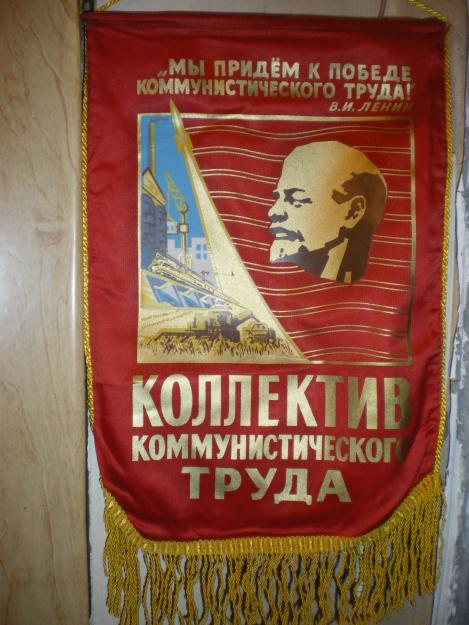 „МЫ ПРИДЁМ К ПОБЕДЕ
КОММУНИСТИЧЕСКОГО ТРУДА!"
В.И. ЛЕНИН
КОЛЛЕКТИВ
КОММУНИСТИЧЕСКОГО
ТРУДА